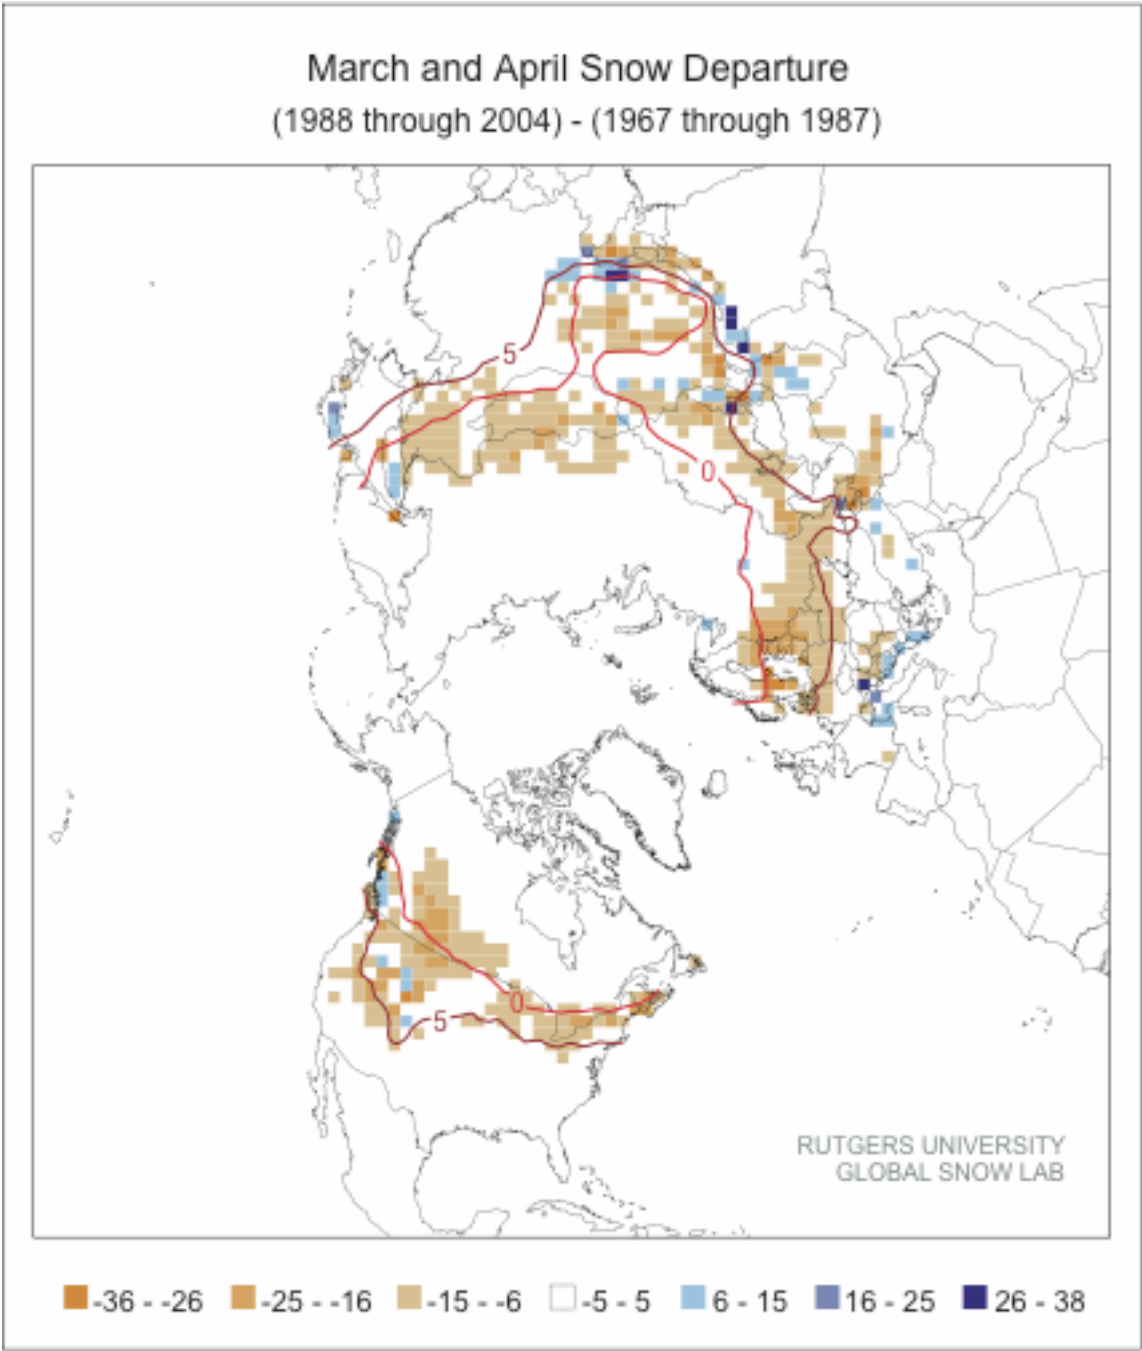 March and April Snow Departure
(1988 through 2004) - (1967 through 1987)
5
0
0
5
RUTGERS UNIVERSITY
GLOBAL SNOW LAB
-36 - -26 -25 - -16 -15 - -6 -5 - 5 6 - 15 16 - 25 26 - 38